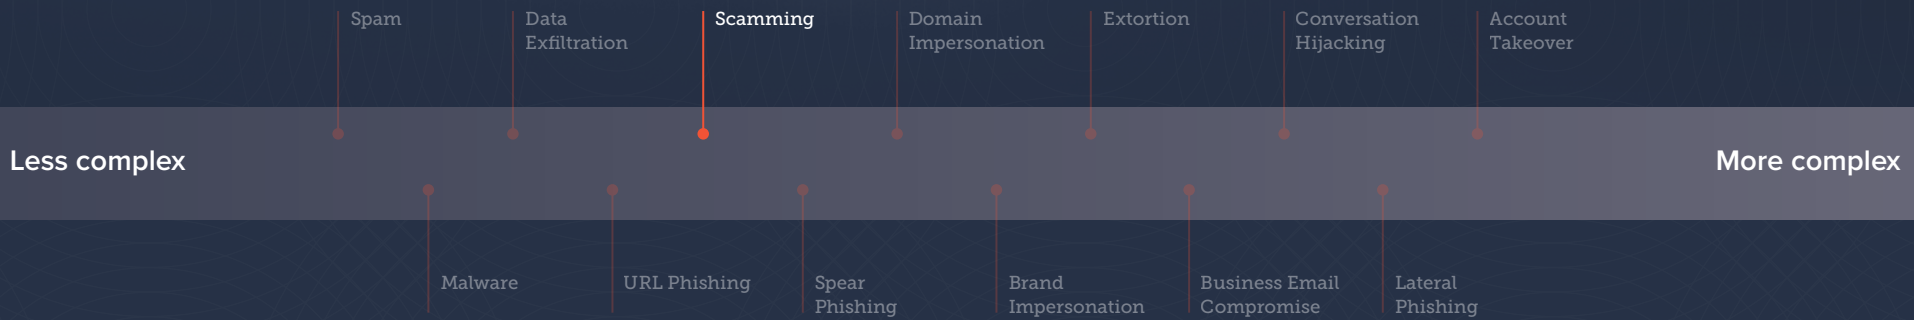 Spam
Data
Exfiltration
Scamming
Domain
Impersonation
Extortion
Conversation
Hijacking
Account
Takeover
Less complex
More complex
Malware
URL Phishing
Spear
Phishing
Brand
Impersonation
Business Email
Compromise
Lateral
Phishing